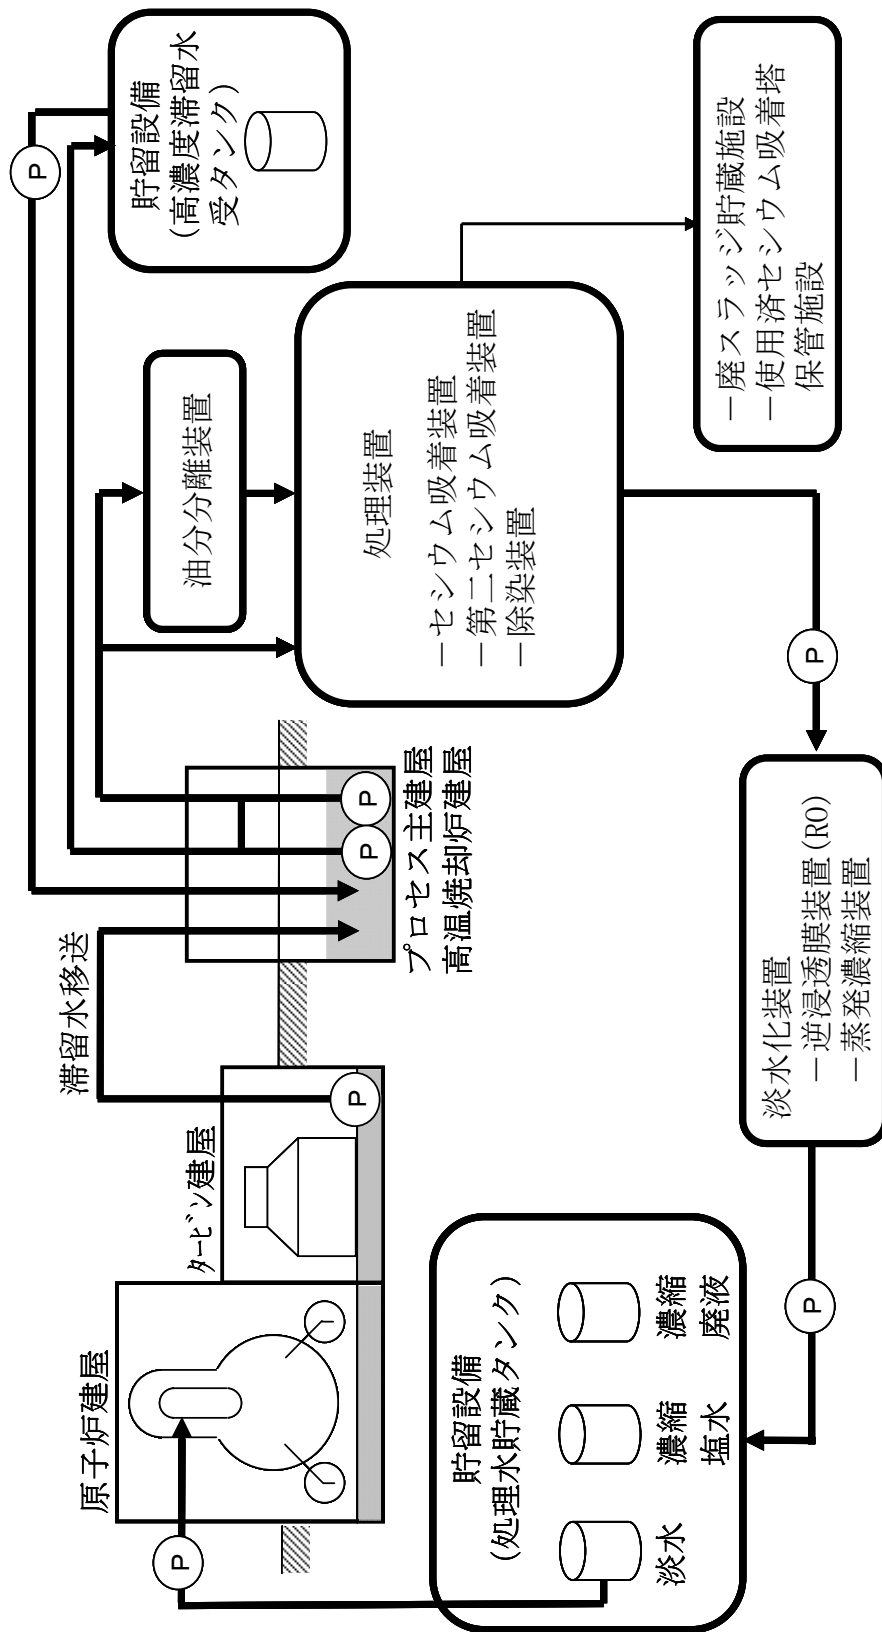 原子炉建屋
P
タービン建屋
P
滞留水移送
プロセス主建屋
高温焼却炉建屋
P
P
油分分離装置
P
貯留設備
(高濃度滞留水
受タンク)
処理装置
－セシウム吸着装置
－第二セシウム吸着装置
－除染装置
－廃スラッジ貯蔵施設
－使用済セシウム吸着塔
保管施設
P
淡水化装置
－逆浸透膜装置(RO)
－蒸発濃縮装置
P
貯留設備
(処理水貯蔵タンク)
淡水
濃縮
塩水
濃縮
廃液